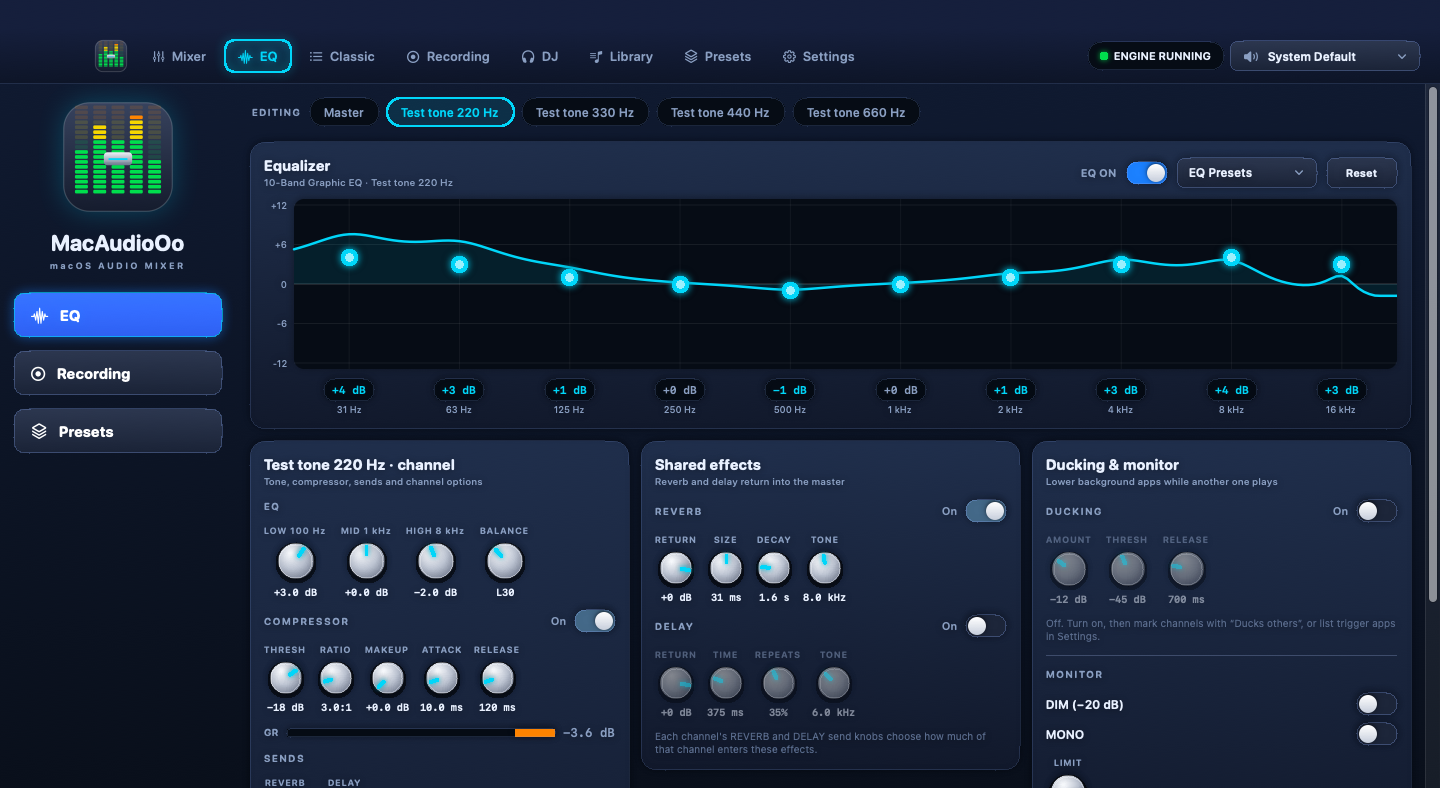 Mixer
EQ
Classic
Recording
DJ
Library
Presets
Settings
ENGINE RUNNING
System Default
MacAudioOo
macOS AUDIO MIXER
EQ
Recording
Presets
EDITING
Master
Test tone 220 Hz
Test tone 330 Hz
Test tone 440 Hz
Test tone 660 Hz
Equalizer
10-Band Graphic EQ · Test tone 220 Hz
EQ ON
EQ Presets
Reset
+12
+6
0
-6
-12
+4 dB +3 dB +1 dB +0 dB −1 dB +0 dB +1 dB +3 dB +4 dB +3 dB
31 Hz 63 Hz 125 Hz 250 Hz 500 Hz 1 kHz 2 kHz 4 kHz 8 kHz 16 kHz
Test tone 220 Hz · channel
Tone, compressor, sends and channel options
EQ
LOW 100 Hz MID 1 kHz HIGH 8 kHz BALANCE
+3.0 dB +0.0 dB −2.0 dB L30
COMPRESSOR
On
THRESH RATIO MAKEUP ATTACK RELEASE
−18 dB 3.0:1 +0.0 dB 10.0 ms 120 ms
GR
−3.6 dB
SENDS
REVERB DELAY
Shared effects
Reverb and delay return into the master
REVERB
On
RETURN SIZE DECAY TONE
+0 dB 31 ms 1.6 s 8.0 kHz
DELAY
On
RETURN TIME REPEATS TONE
+0 dB 375 ms 35% 6.0 kHz
Each channel's REVERB and DELAY send knobs choose how much of
that channel enters these effects.
Ducking & monitor
Lower background apps while another one plays
DUCKING
On
AMOUNT THRESH RELEASE
−12 dB −45 dB 700 ms
Off. Turn on, then mark channels with "Ducks others", or list trigger apps
in Settings.
MONITOR
DIM (−20 dB)
MONO
LIMIT